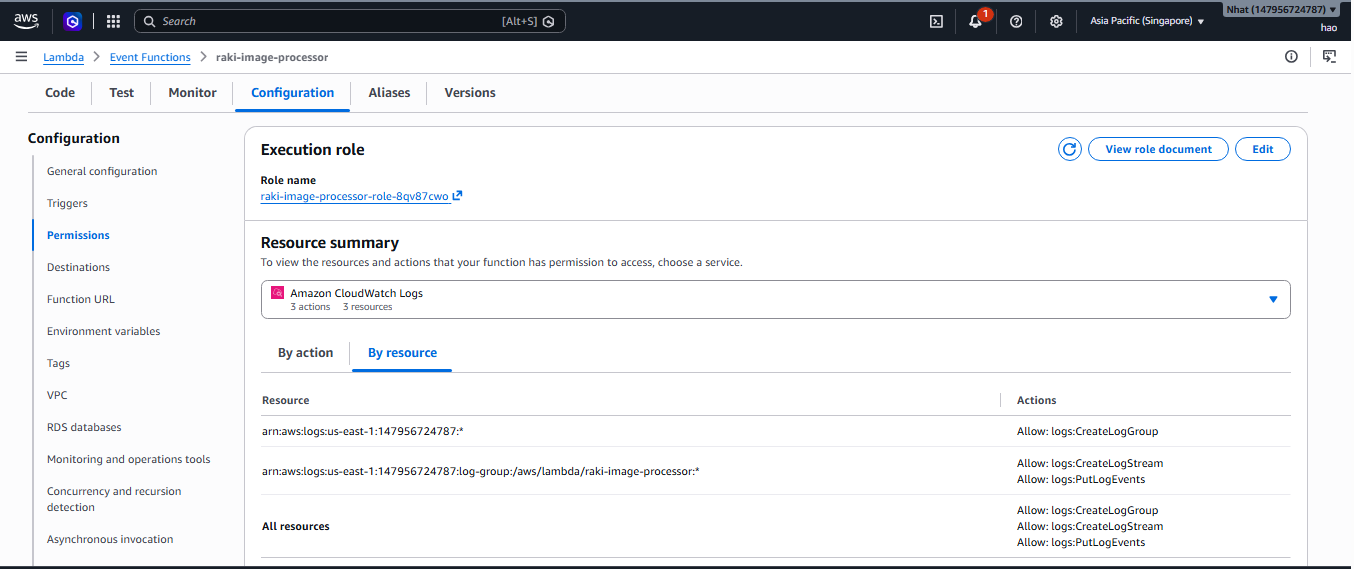 aws
Search
[Alt+S]
1
Asia Pacific (Singapore)
Nhat (147956724787)
hao
Lambda
Event Functions
raki-image-processor
Code
Test
Monitor
Configuration
Aliases
Versions
Configuration
General configuration
Triggers
Permissions
Destinations
Function URL
Environment variables
Tags
VPC
RDS databases
Monitoring and operations tools
Concurrency and recursion
detection
Asynchronous invocation
Execution role
View role document
Edit
Role name
raki-image-processor-role-8qv87cwo
Resource summary
To view the resources and actions that your function has permission to access, choose a service.
Amazon CloudWatch Logs
3 actions 3 resources
By action
By resource
Resource
Actions
arn:aws:logs:us-east-1:147956724787:*
Allow: logs:CreateLogGroup
arn:aws:logs:us-east-1:147956724787:log-group:/aws/lambda/raki-image-processor:*
Allow: logs:CreateLogStream
Allow: logs:PutLogEvents
All resources
Allow: logs:CreateLogGroup
Allow: logs:CreateLogStream
Allow: logs:PutLogEvents